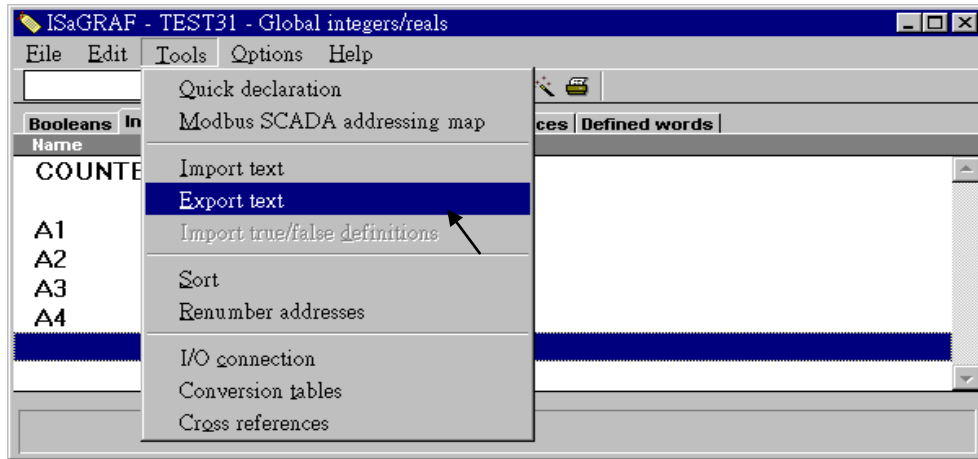 ISaGRAF - TEST31 - Global integers/reals
File Edit Tools Options Help
Quick declaration
Modbus SCADA addressing map
Booleans In ces Defined words
Name
Import text
COUNTE
Export text
Import true/false definitions
A1
A2
Sort
A3
Renumber addresses
A4
I/O connection
Conversion tables
Cross references